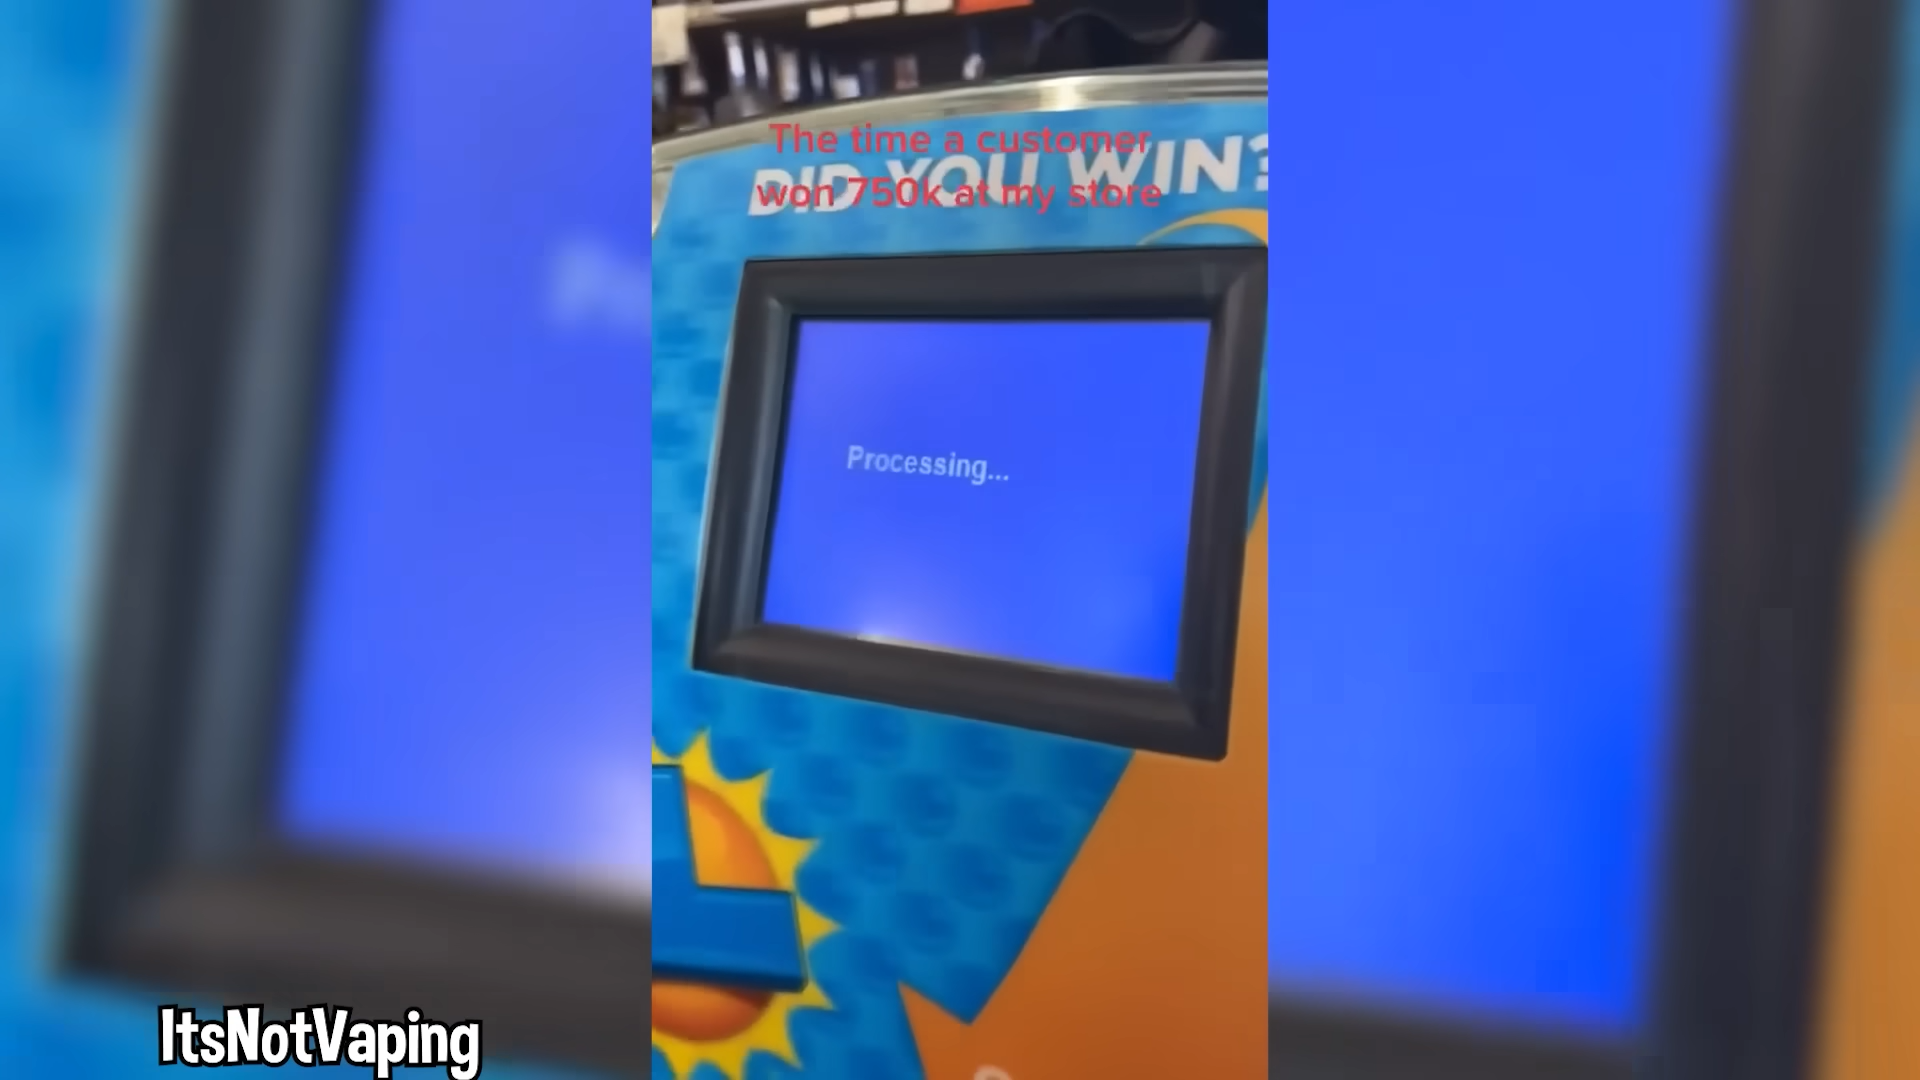 The time a customer
won 750k at my store
DID YOU WIN?
Processing...
ItsNotVaping